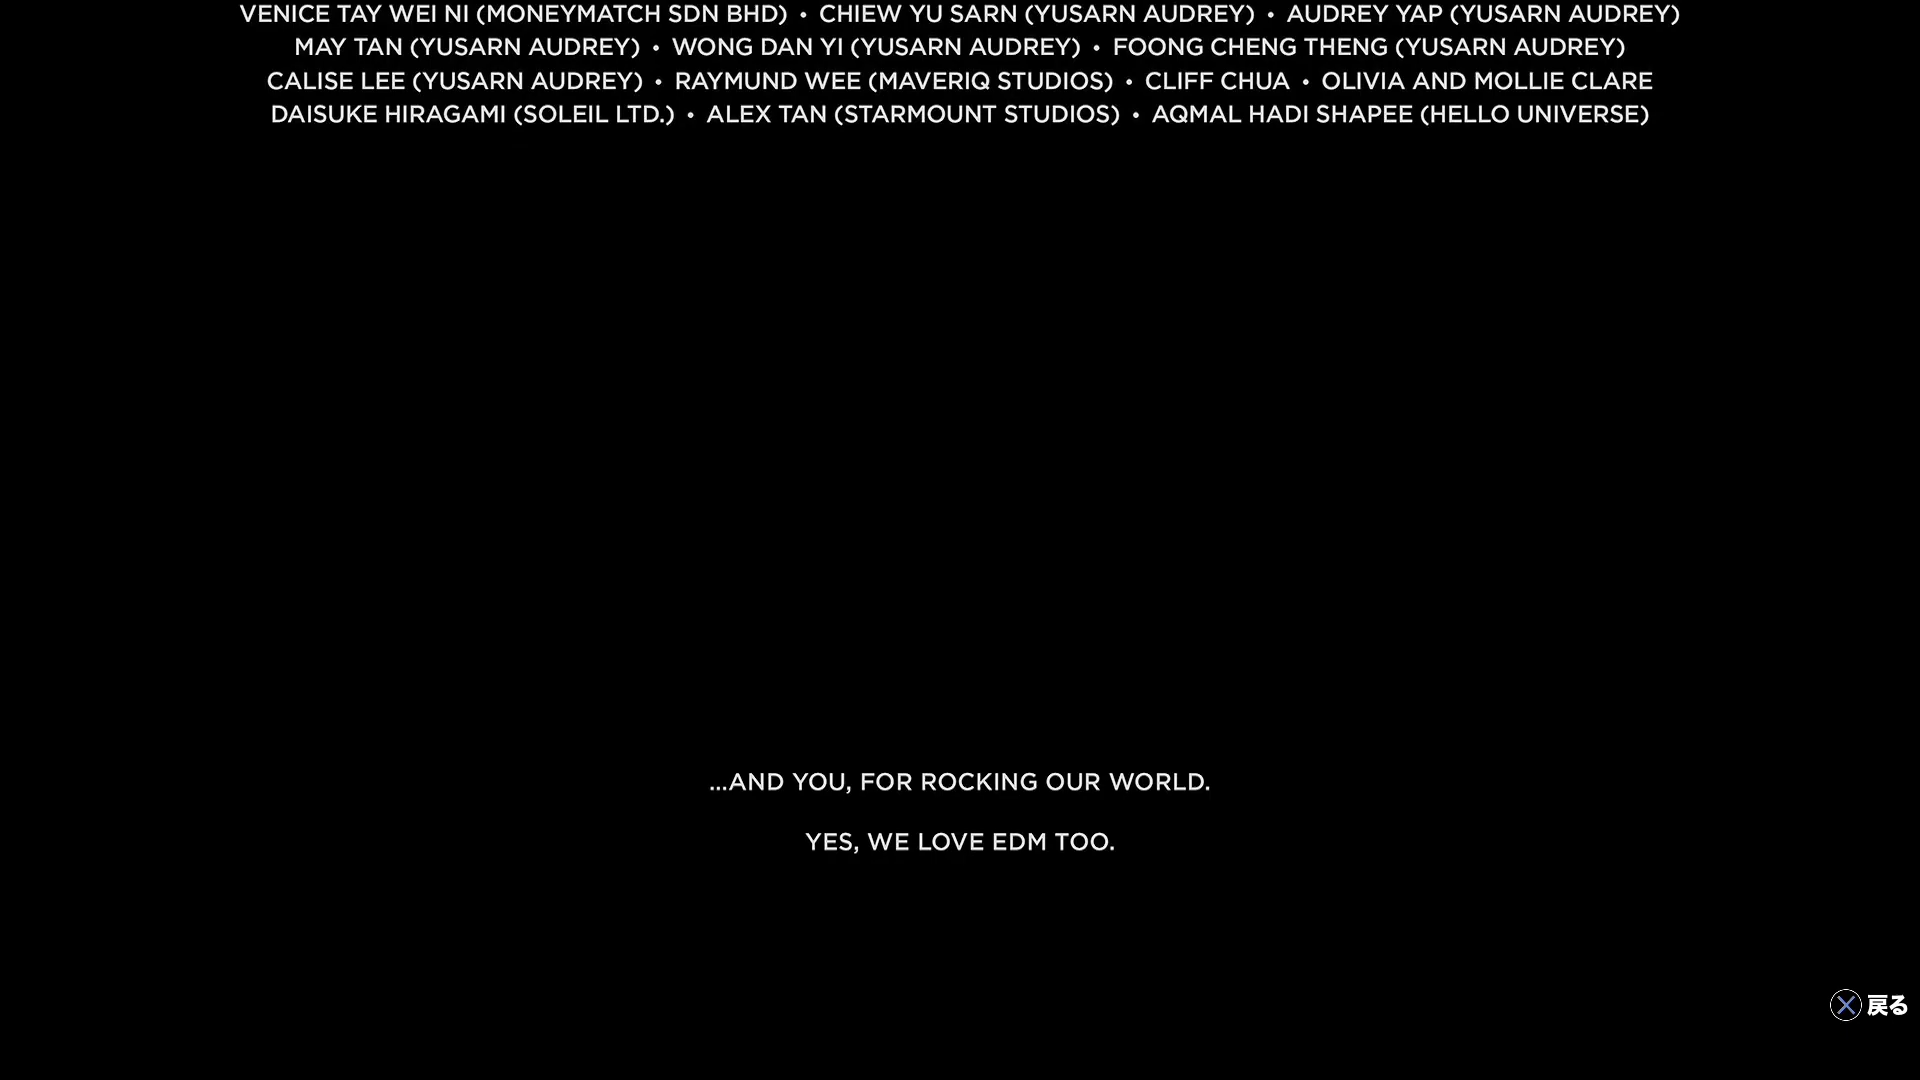 VENICE TAY WEI NI (MONEYMATCH SDN BHD) • CHIEW YU SARN (YUSARN AUDREY) • AUDREY YAP (YUSARN AUDREY)
MAY TAN (YUSARN AUDREY) • WONG DAN YI (YUSARN AUDREY) • FOONG CHENG THENG (YUSARN AUDREY)
CALISE LEE (YUSARN AUDREY) • RAYMUND WEE (MAVERIQ STUDIOS) • CLIFF CHUA • OLIVIA AND MOLLIE CLARE
DAISUKE HIRAGAMI (SOLEIL LTD.) • ALEX TAN (STARMOUNT STUDIOS) • AQMAL HADI SHAPEE (HELLO UNIVERSE)
...AND YOU, FOR ROCKING OUR WORLD.
YES, WE LOVE EDM TOO.
戻る